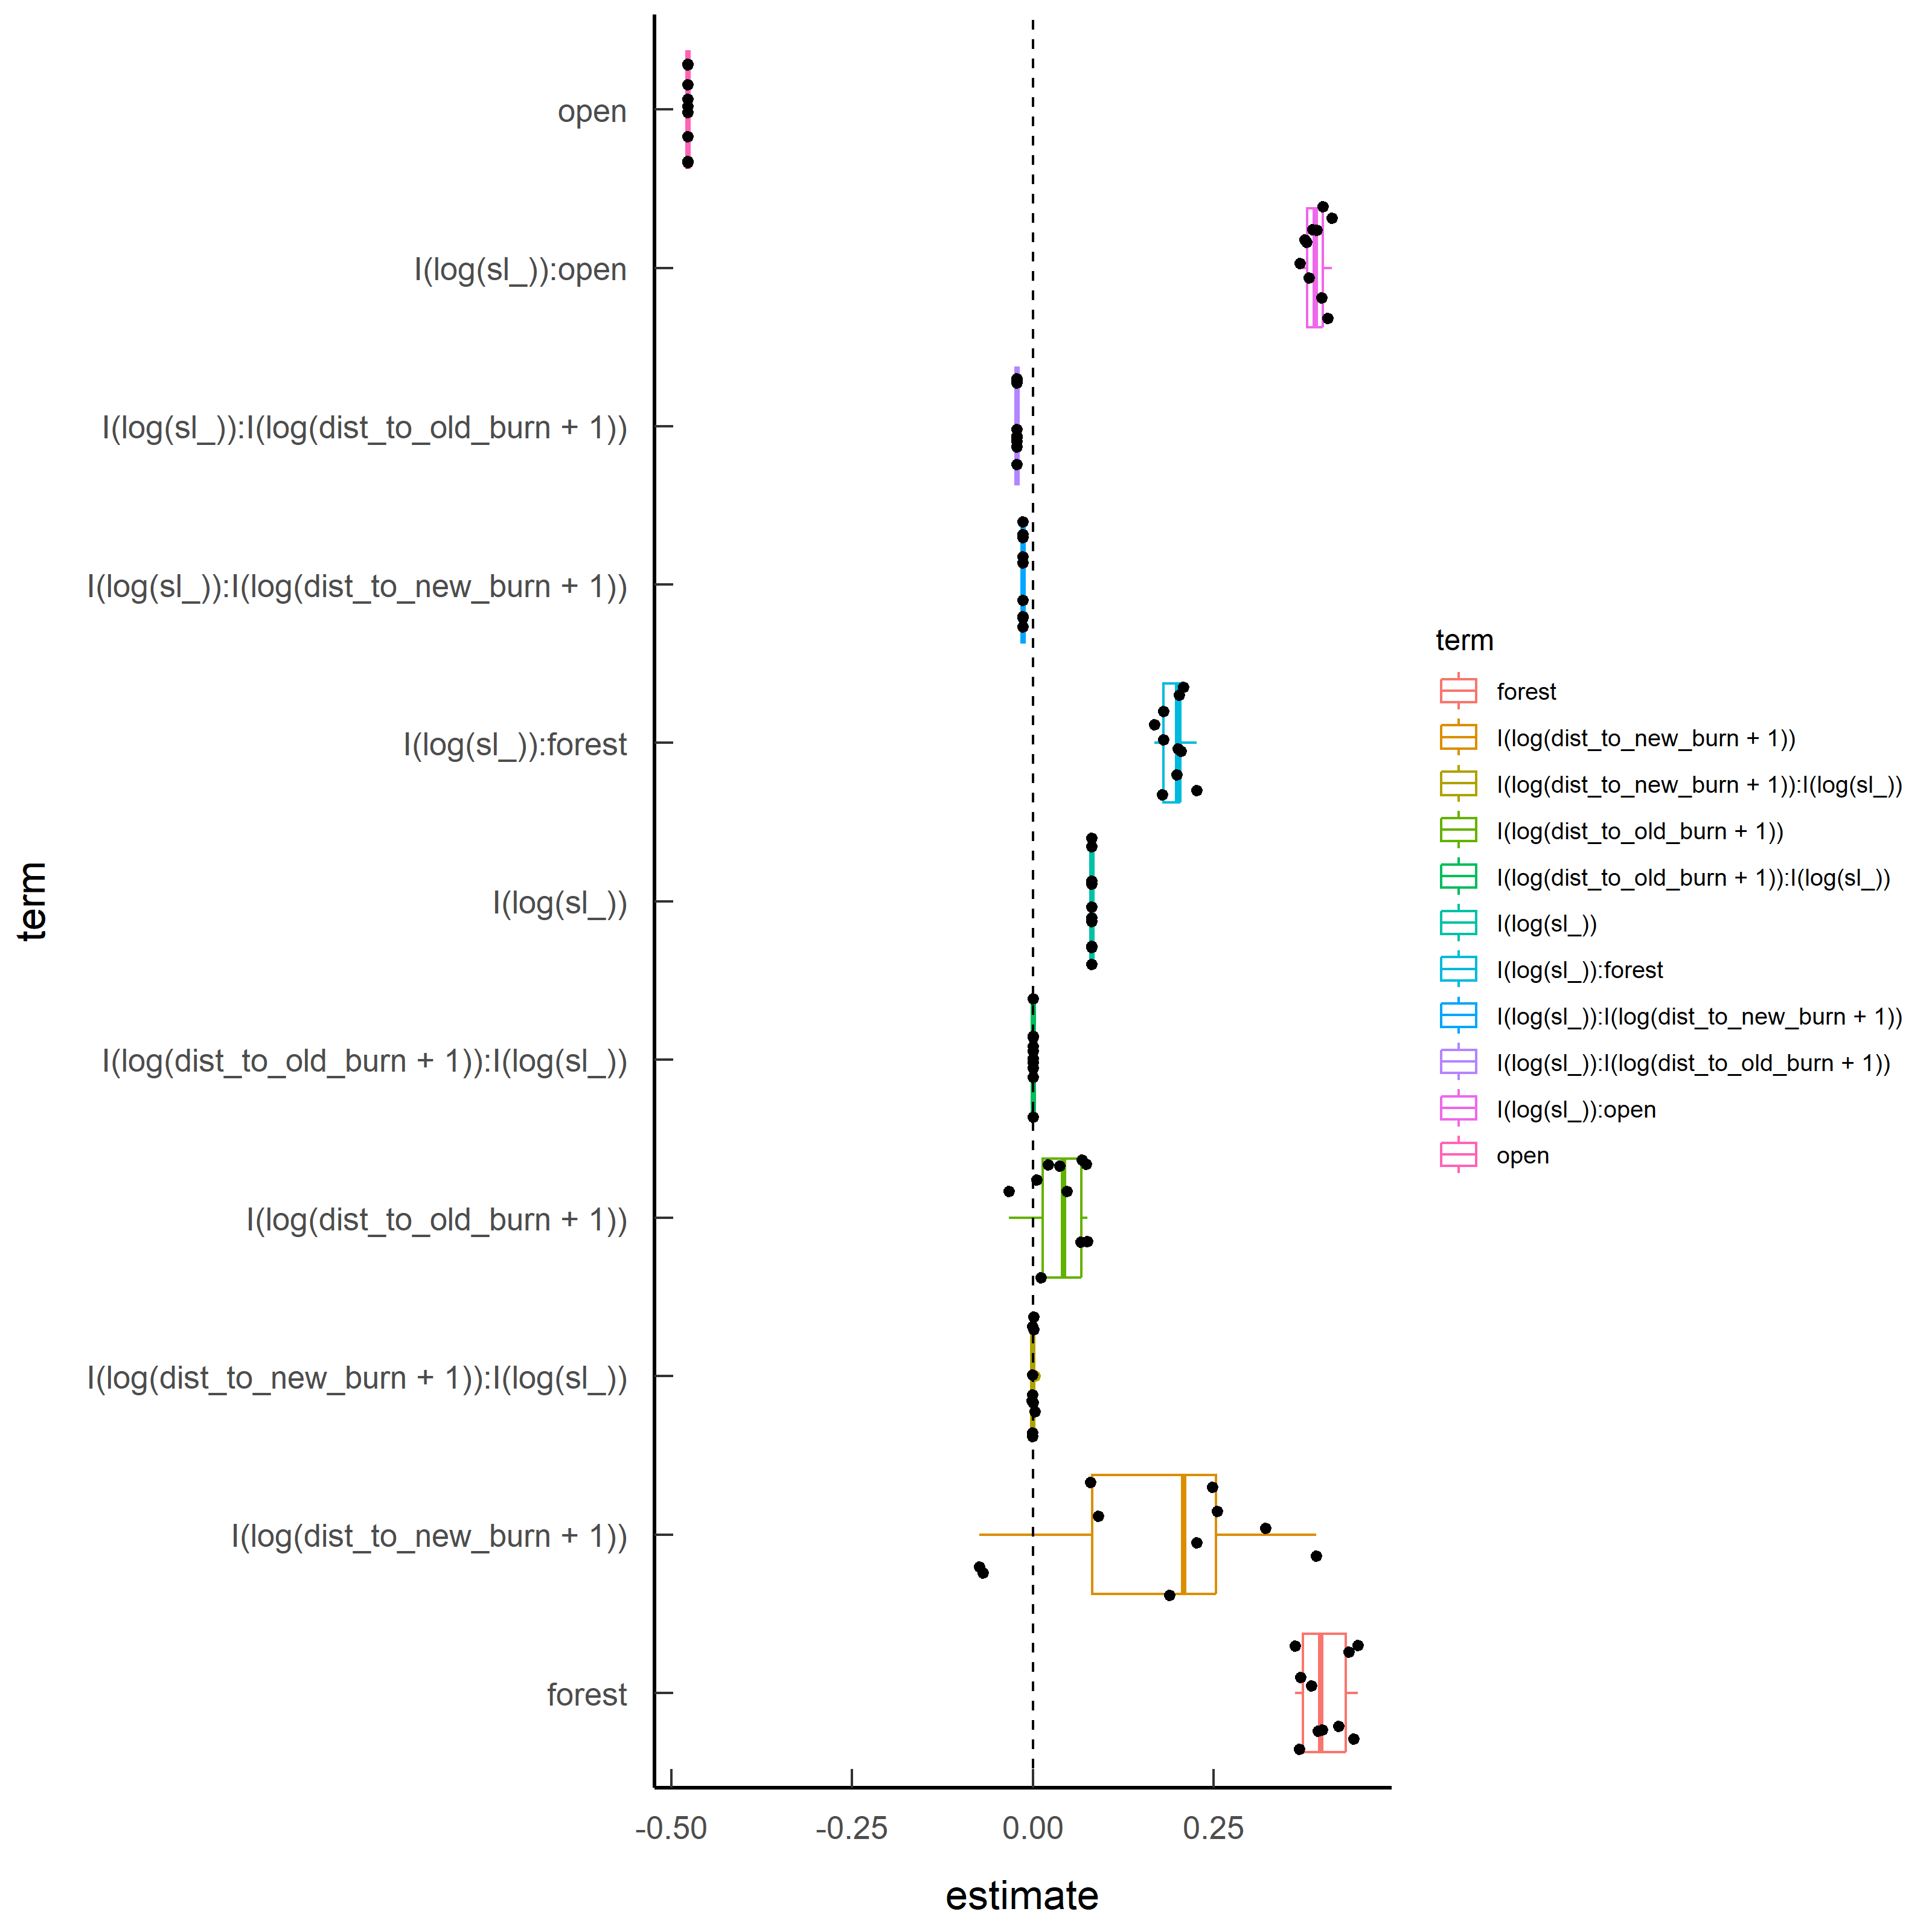 term
open
I(log(sl_)):open
I(log(sl_)):I(log(dist_to_old_burn + 1))
I(log(sl_)):I(log(dist_to_new_burn + 1))
I(log(sl_)):forest
I(log(sl_))
I(log(dist_to_old_burn + 1)):I(log(sl_))
I(log(dist_to_old_burn + 1))
I(log(dist_to_new_burn + 1)):I(log(sl_))
I(log(dist_to_new_burn + 1))
forest
-0.50 -0.25 0.00 0.25
estimate
term
forest
I(log(dist_to_new_burn + 1))
I(log(dist_to_new_burn + 1)):I(log(sl_))
I(log(dist_to_old_burn + 1))
I(log(dist_to_old_burn + 1)):I(log(sl_))
I(log(sl_))
I(log(sl_)):forest
I(log(sl_)):I(log(dist_to_new_burn + 1))
I(log(sl_)):I(log(dist_to_old_burn + 1))
I(log(sl_)):open
open